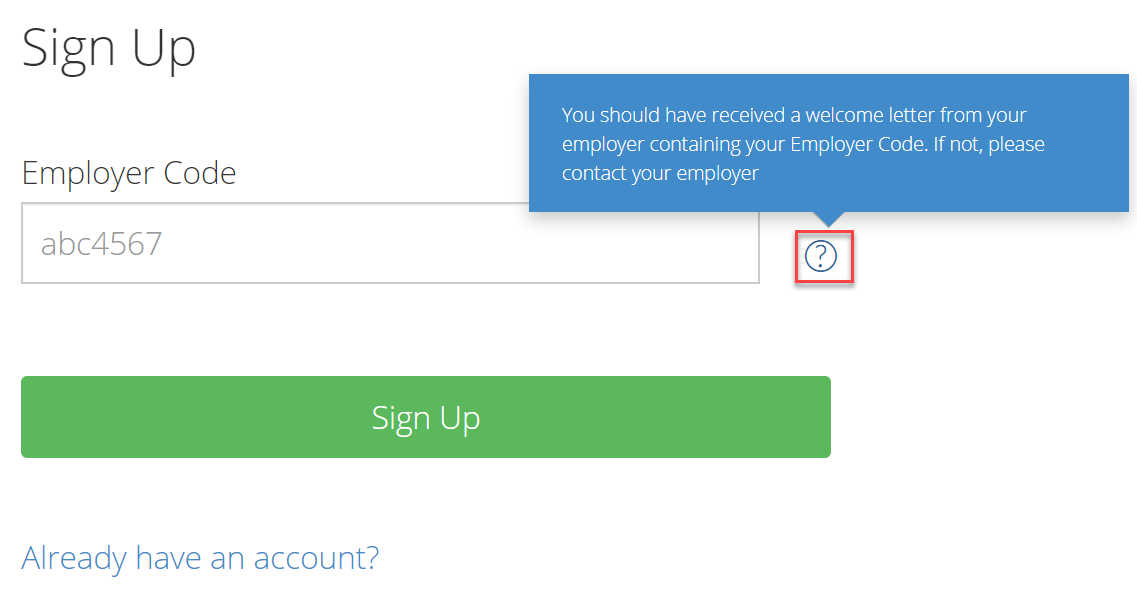 Sign Up
You should have received a welcome letter from your
employer containing your Employer Code. If not, please
contact your employer
Employer Code
abc4567
?
Sign Up
Already have an account?